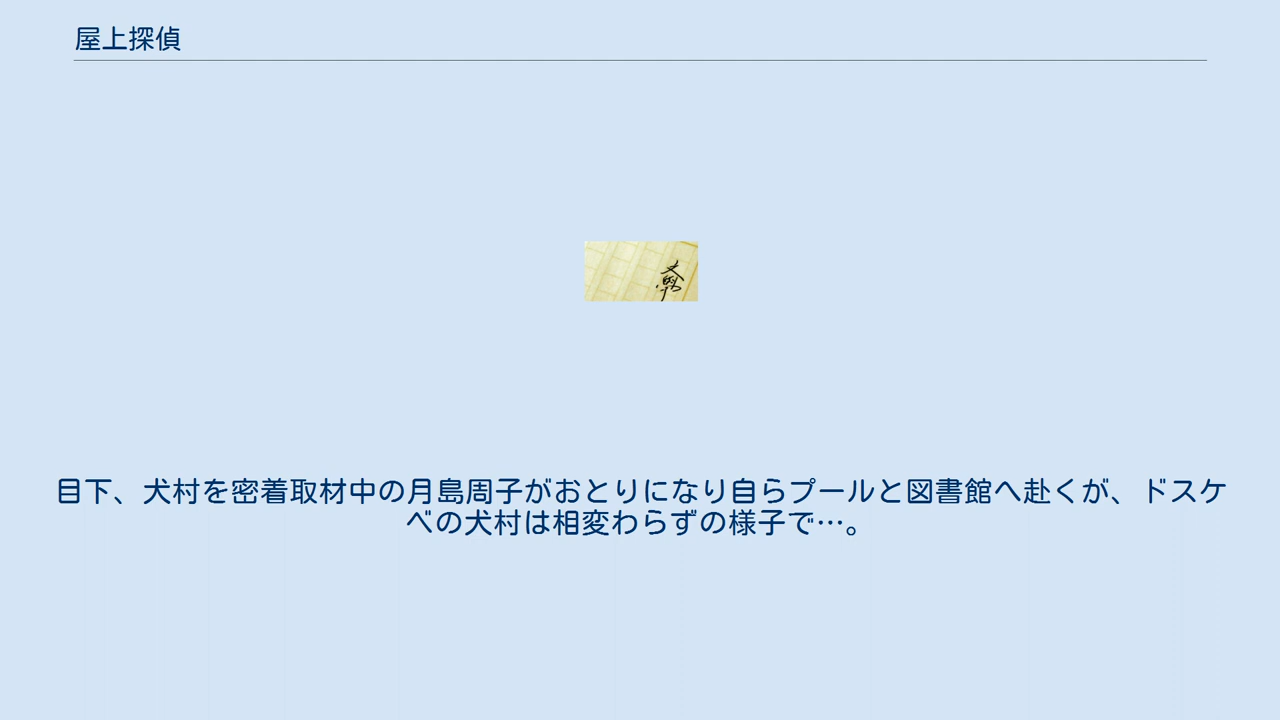 屋上探偵
目下、犬村を密着取材中の月島周子がおとりになり自らプールと図書館へ赴くが、ドスケ
ベの犬村は相変わらずの様子で…。